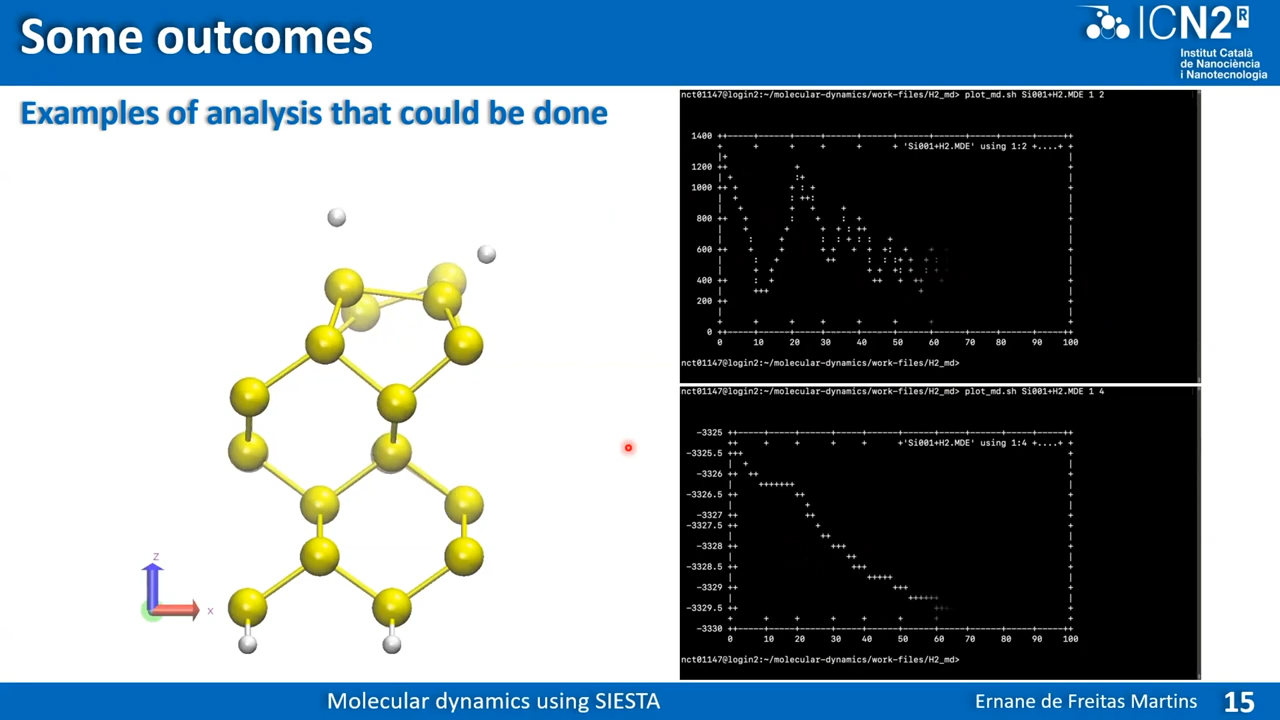 Some outcomes
ICN2R
Institut Català
de Nanociència
i Nanotecnologia
Examples of analysis that could be done
z
x
nct01147@login2:~/molecular-dynamics/work-files/H2_md> plot_md.sh Si001+H2.MDE 1 2
'Si001+H2.MDE' using 1:2 +....+
1400
1200
1000
800
600
400
200
0
0 10 20 30 40 50 60 70 80 90 100
nct01147@login2:~/molecular-dynamics/work-files/H2_md>
nct01147@login2:~/molecular-dynamics/work-files/H2_md> plot_md.sh Si001+H2.MDE 1 4
'Si001+H2.MDE' using 1:4 +....+
-3325
-3325.5
-3326
-3326.5
-3327
-3327.5
-3328
-3328.5
-3329
-3329.5
-3330
0 10 20 30 40 50 60 70 80 90 100
nct01147@login2:~/molecular-dynamics/work-files/H2_md>
Molecular dynamics using SIESTA
Ernane de Freitas Martins
15